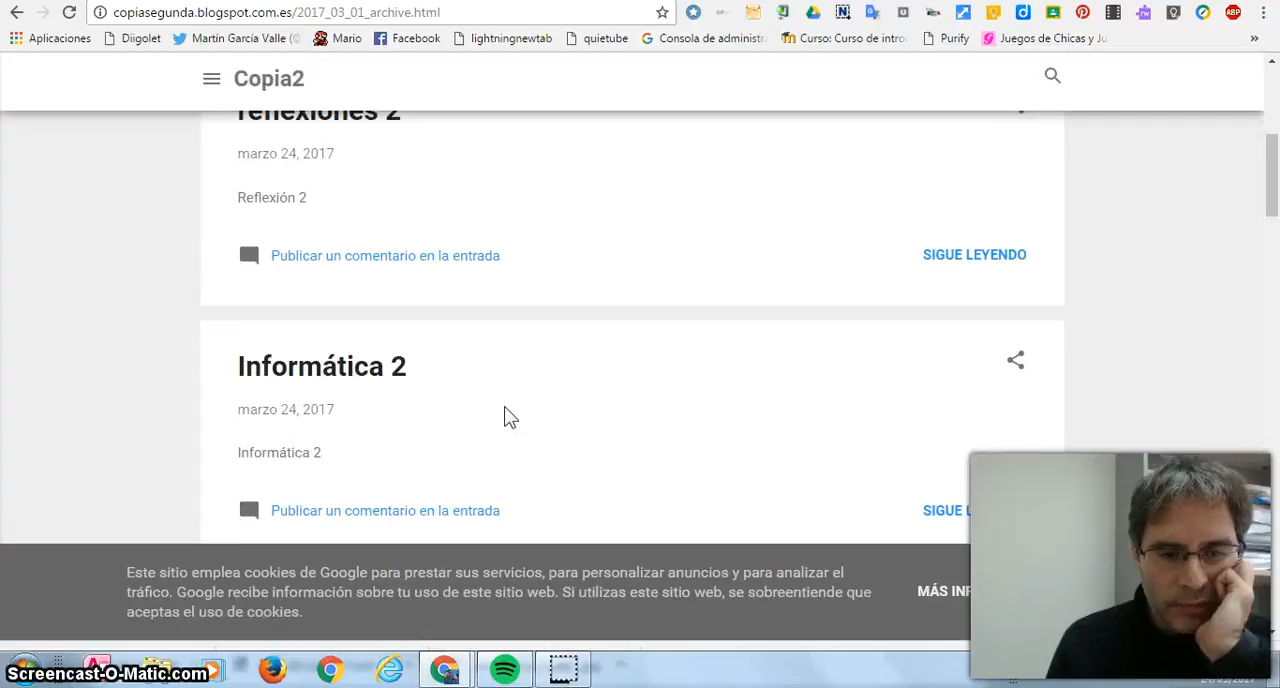 copiasegunda.blogspot.com.es/2017_03_01_archive.html
Aplicaciones Diigolet Martín García Valle (@ Mario Facebook lightningnewtab quietube Consola de administra Curso: Curso de intro Purify Juegos de Chicas y Ju »
Copia2
reflexiones 2
marzo 24, 2017
Reflexión 2
Publicar un comentario en la entrada SIGUE LEYENDO
Informática 2
marzo 24, 2017
Informática 2
Publicar un comentario en la entrada SIGUE L
Este sitio emplea cookies de Google para prestar sus servicios, para personalizar anuncios y para analizar el
tráfico. Google recibe información sobre tu uso de este sitio web. Si utilizas este sitio web, se sobreentiende que
aceptas el uso de cookies.
MÁS INF
Screencast-O-Matic.com